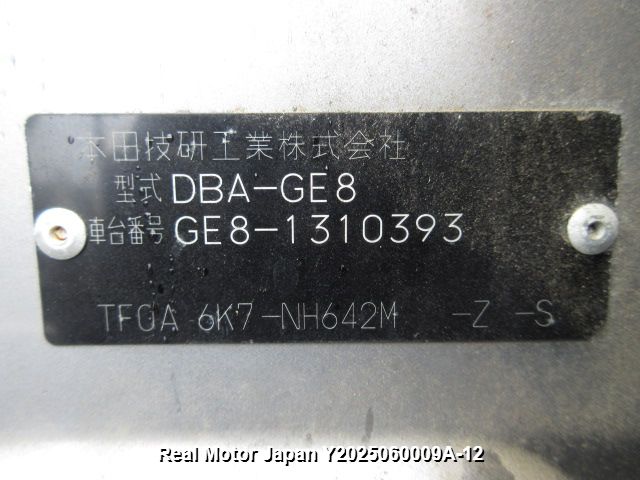 本田技研工業株式会社
型式 DBA-GE8
車台番号 GE8-1310393
TFGA 6K7-NH642M -Z -S
Real Motor Japan Y2025060009A-12